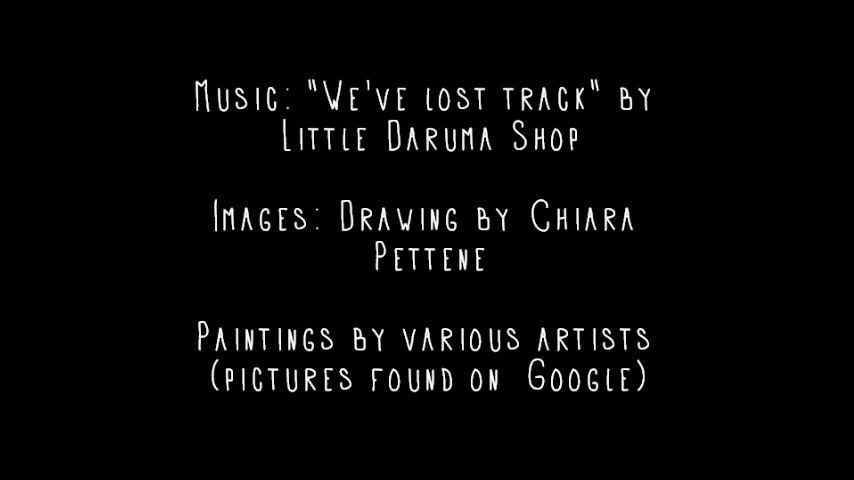 Music: "We've lost track" by
Little Daruma Shop
Images: Drawing by Chiara
Pettene
Paintings by various artists
(pictures found on Google)